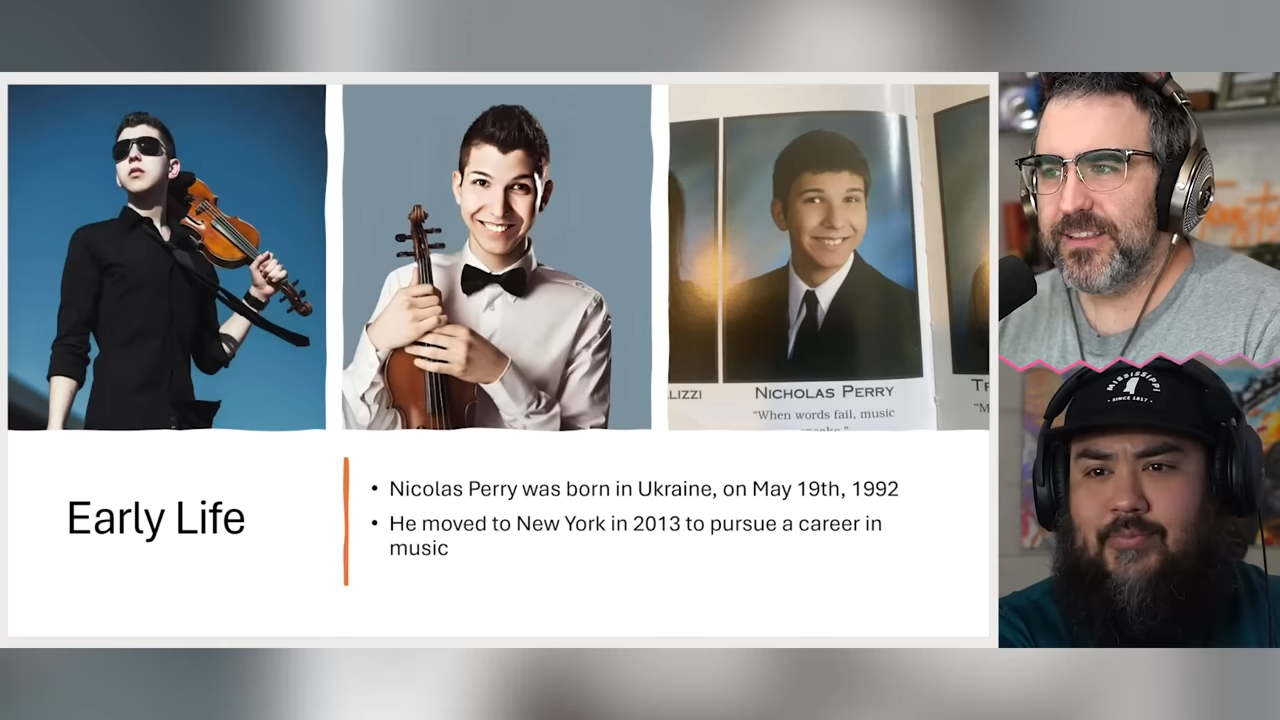 LIZZI
NICHOLAS PERRY
"When words fail, music
speaks."
"M
Early Life
• Nicolas Perry was born in Ukraine, on May 19th, 1992
• He moved to New York in 2013 to pursue a career in
music
MISSISSIPPI
• SINCE 1817 •